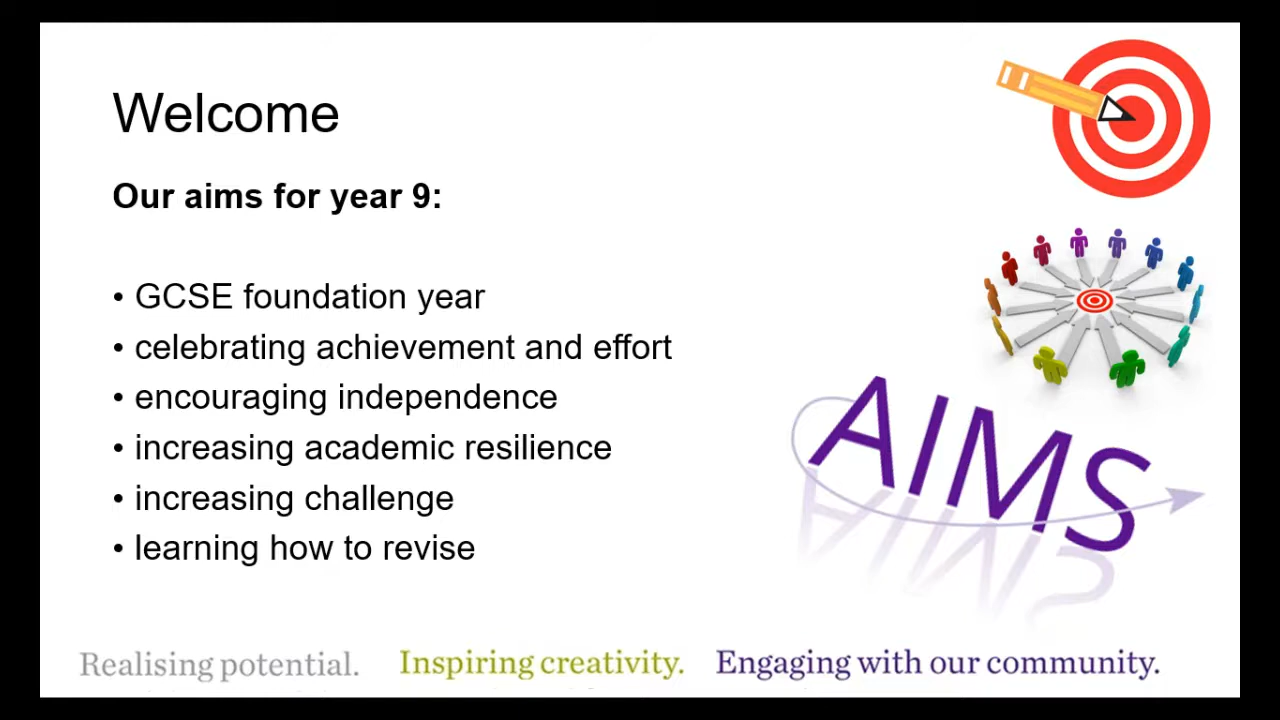 Welcome
Our aims for year 9:
• GCSE foundation year
• celebrating achievement and effort
• encouraging independence
• increasing academic resilience
• increasing challenge
• learning how to revise
AIMS
Realising potential. Inspiring creativity. Engaging with our community.